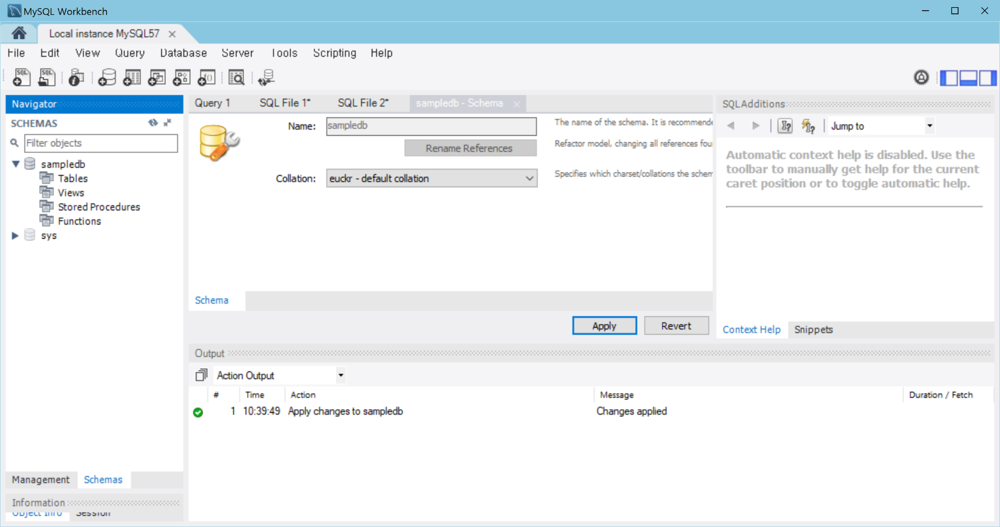 MySQL Workbench
Local instance MySQL57
File Edit View Query Database Server Tools Scripting Help
Navigator
SCHEMAS
Filter objects
sampledb
Tables
Views
Stored Procedures
Functions
sys
Management Schemas
Information
Object Info Session
Query 1 SQL File 1* SQL File 2* sampledb - Schema
Name: sampledb
The name of the schema. It is recommende
Rename References
Refactor model, changing all references fou
Collation: euckr - default collation
Specifies which charset/collations the schem
Schema
Apply Revert
SQLAdditions
Jump to
Automatic context help is disabled. Use the
toolbar to manually get help for the current
caret position or to toggle automatic help.
Context Help Snippets
Output
Action Output
# Time Action Message Duration / Fetch
1 10:39:49 Apply changes to sampledb Changes applied